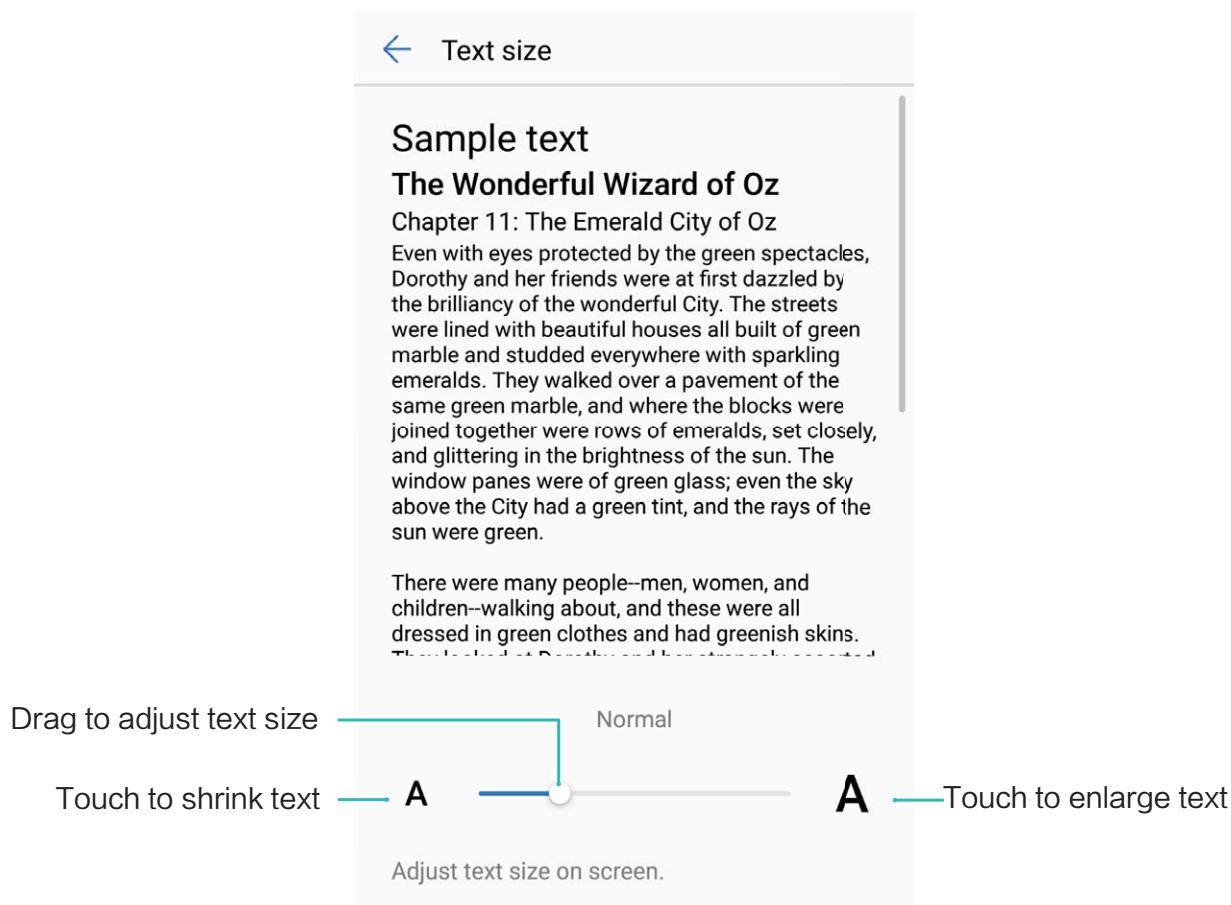 Text size
Sample text
The Wonderful Wizard of Oz
Chapter 11: The Emerald City of Oz
Even with eyes protected by the green spectacles,
Dorothy and her friends were at first dazzled by
the brilliancy of the wonderful City. The streets
were lined with beautiful houses all built of green
marble and studded everywhere with sparkling
emeralds. They walked over a pavement of the
same green marble, and where the blocks were
joined together were rows of emeralds, set closely,
and glittering in the brightness of the sun. The
window panes were of green glass; even the sky
above the City had a green tint, and the rays of the
sun were green.
There were many people--men, women, and
children--walking about, and these were all
dressed in green clothes and had greenish skins.
They looked at Dorothy and her strangely assorted
Drag to adjust text size
Normal
Touch to shrink text
A
A
Touch to enlarge text
Adjust text size on screen.